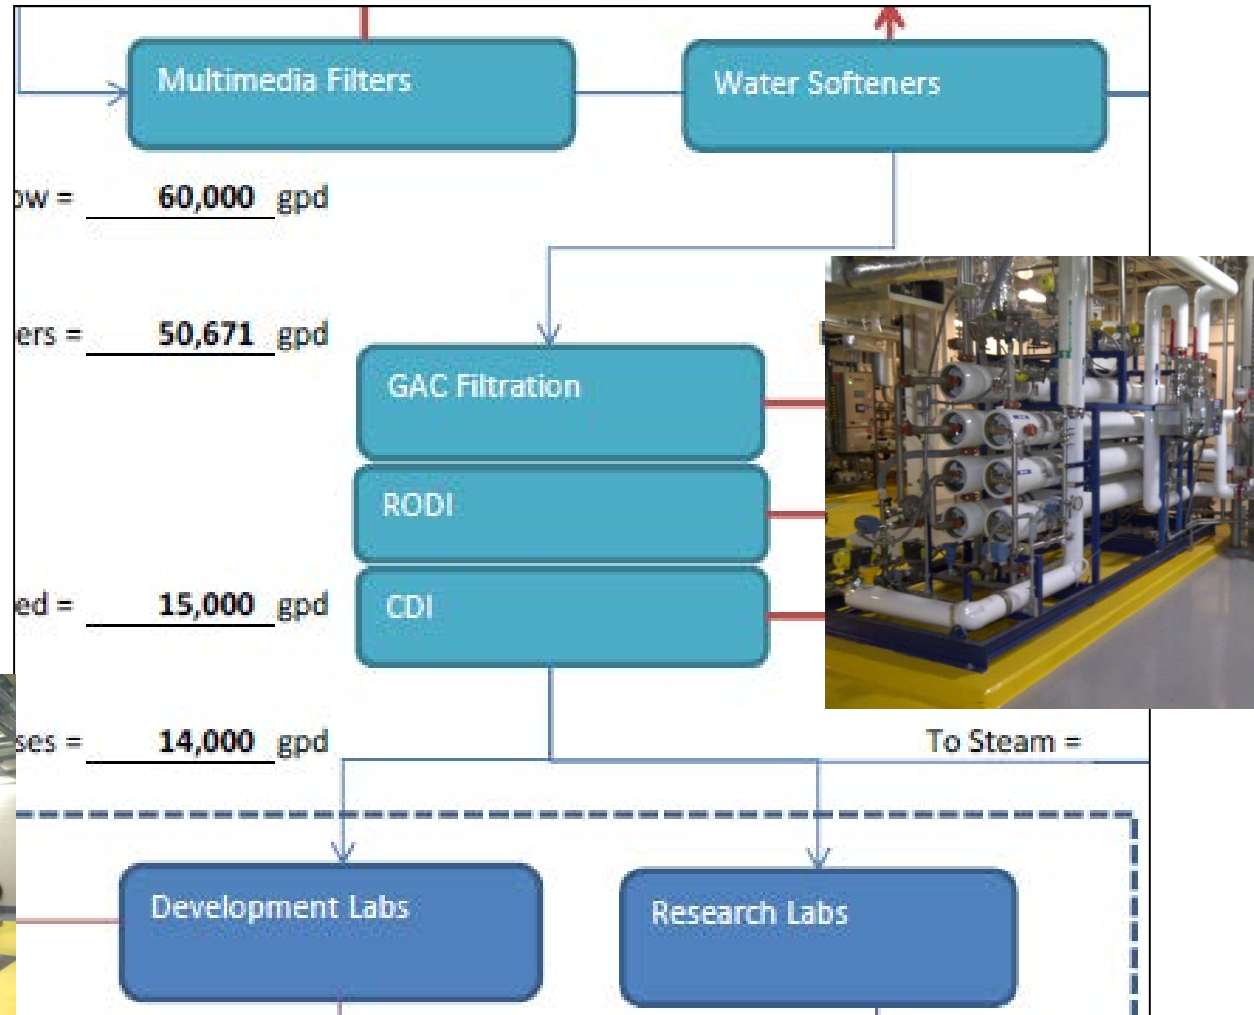 Multimedia Filters
Water Softeners
ow = 60,000 gpd
ers = 50,671 gpd
GAC Filtration
RODI
ed = 15,000 gpd
CDI
ses = 14,000 gpd
To Steam =
Development Labs
Research Labs